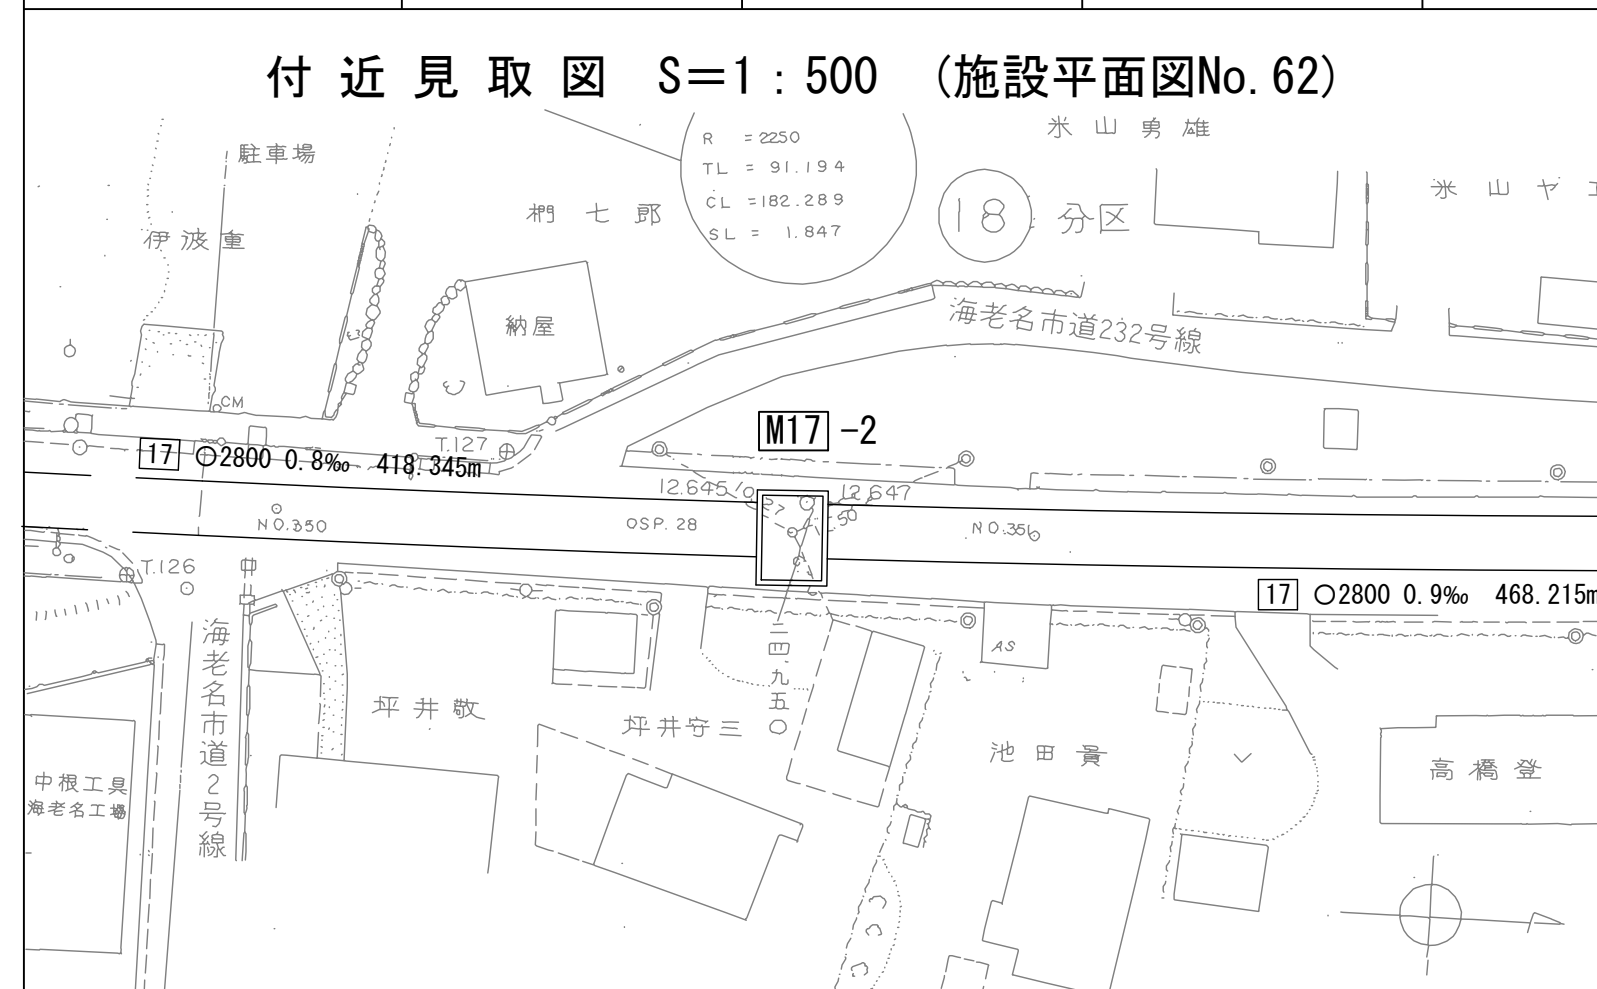 付近見取図 S=1:500 (施設平面図No.62)
R = 2250
TL = 91.194
CL =182.289
SL = 1.847
米山勇雄
駐車場
伊波重
七郎
18 分区
米山ヤ
納屋
海老名市道232号線
CM
M17 -2
T.127
17 ○2800 0.8‰ 418.345m
12.645
12.647
NO.350
OSP.28
NO.351
T.126
17 ○2800 0.9‰ 468.215m
海老名市道2号線
二四.九五〇
AS
坪井敬
坪井守三
池田
高橋登
中根工具
海老名工場